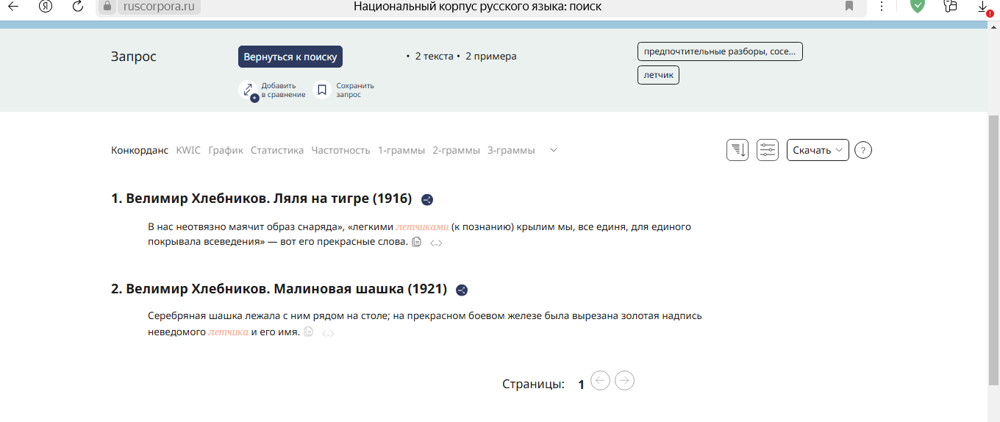 ruscorpora.ru
Национальный корпус русского языка: поиск
Запрос
Вернуться к поиску
• 2 текста • 2 примера
предпочтительные разборы, сосе...
летчик
Добавить
в сравнение
Сохранить
запрос
Конкорданс KWIC График Статистика Частотность 1-граммы 2-граммы 3-граммы
Скачать
?
1. Велимир Хлебников. Ляля на тигре (1916)
В нас неотвязно маячит образ снаряда», «легкими летчиками (к познанию) крылим мы, все единя, для единого
покрывала всеведения» — вот его прекрасные слова.
2. Велимир Хлебников. Малиновая шашка (1921)
Серебряная шашка лежала с ним рядом на столе; на прекрасном боевом железе была вырезана золотая надпись
неведомого летчика и его имя.
Страницы: 1